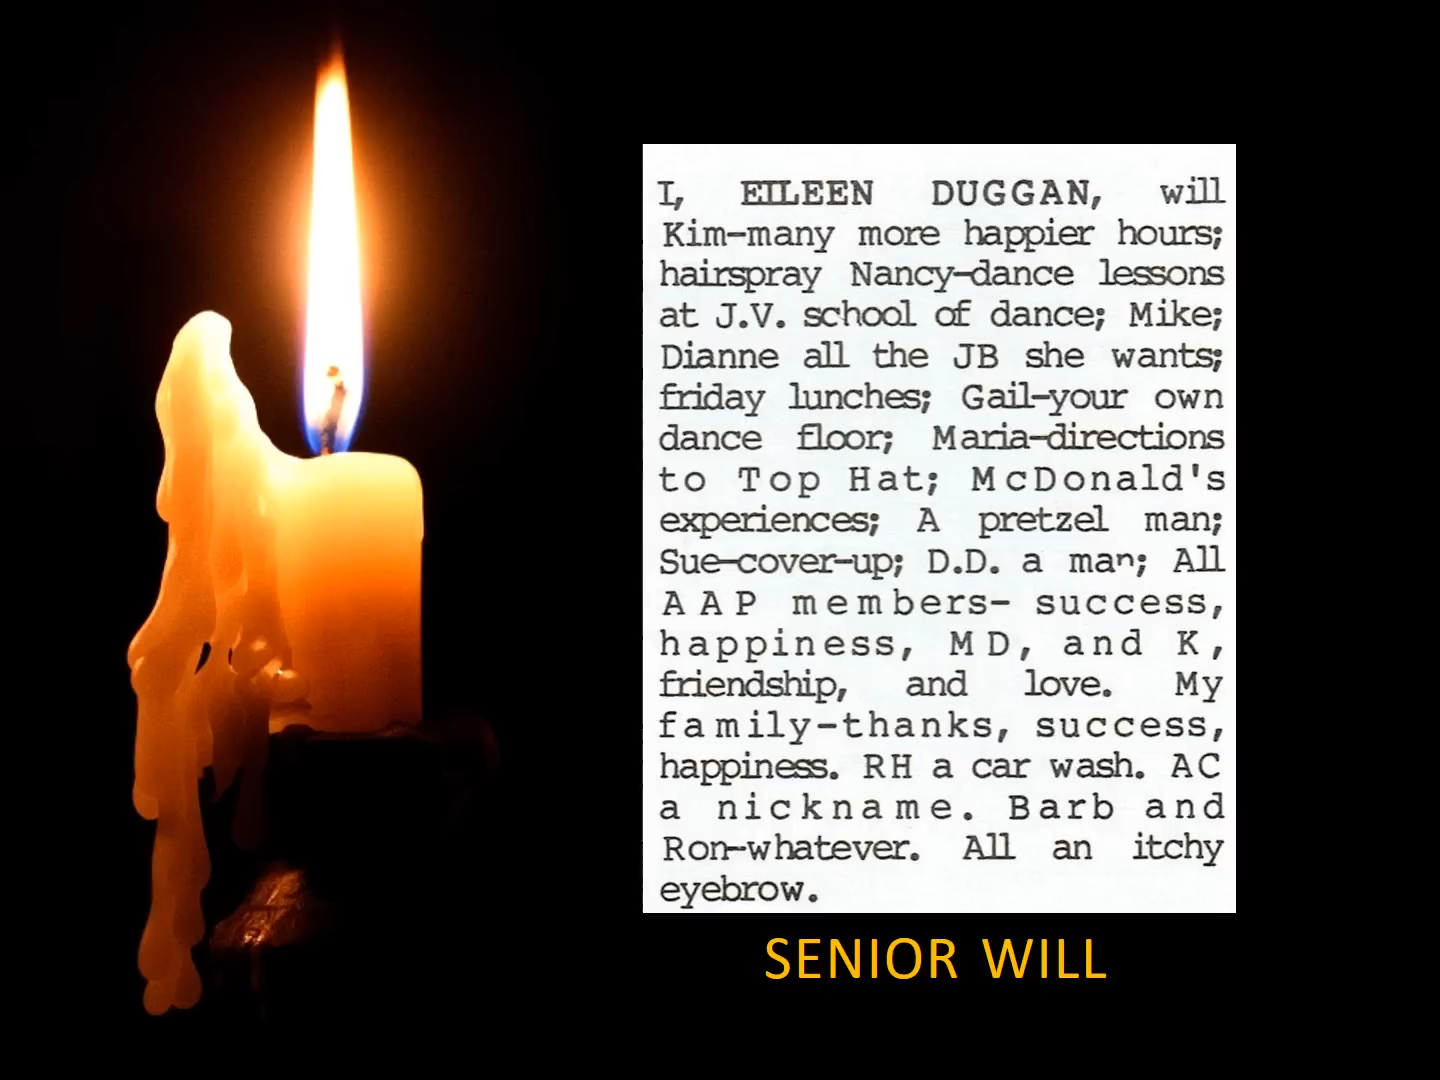 I, EILEEN DUGGAN, will
Kim-many more happier hours;
hairspray Nancy-dance lessons
at J.V. school of dance; Mike;
Dianne all the JB she wants;
friday lunches; Gail-your own
dance floor; Maria-directions
to Top Hat; McDonald's
experiences; A pretzel man;
Sue-cover-up; D.D. a man; All
AAP members- success,
happiness, MD, and K,
friendship, and love. My
family-thanks, success,
happiness. RH a car wash. AC
a nickname. Barb and
Ron-whatever. All an itchy
eyebrow.
SENIOR WILL